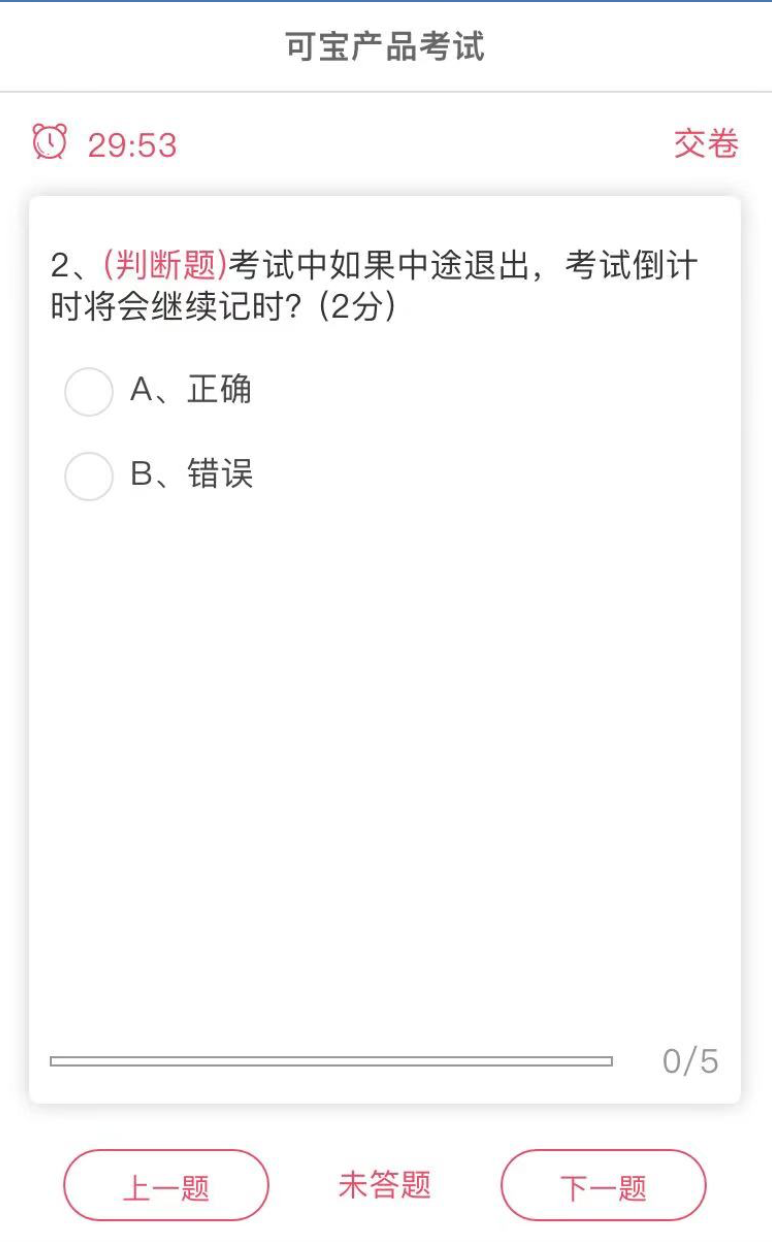 可宝产品考试
29:53
交卷
2、(判断题)考试中如果中途退出，考试倒计
时将会继续记时?（2分）
A、正确
B、错误
0/5
上一题
未答题
下一题